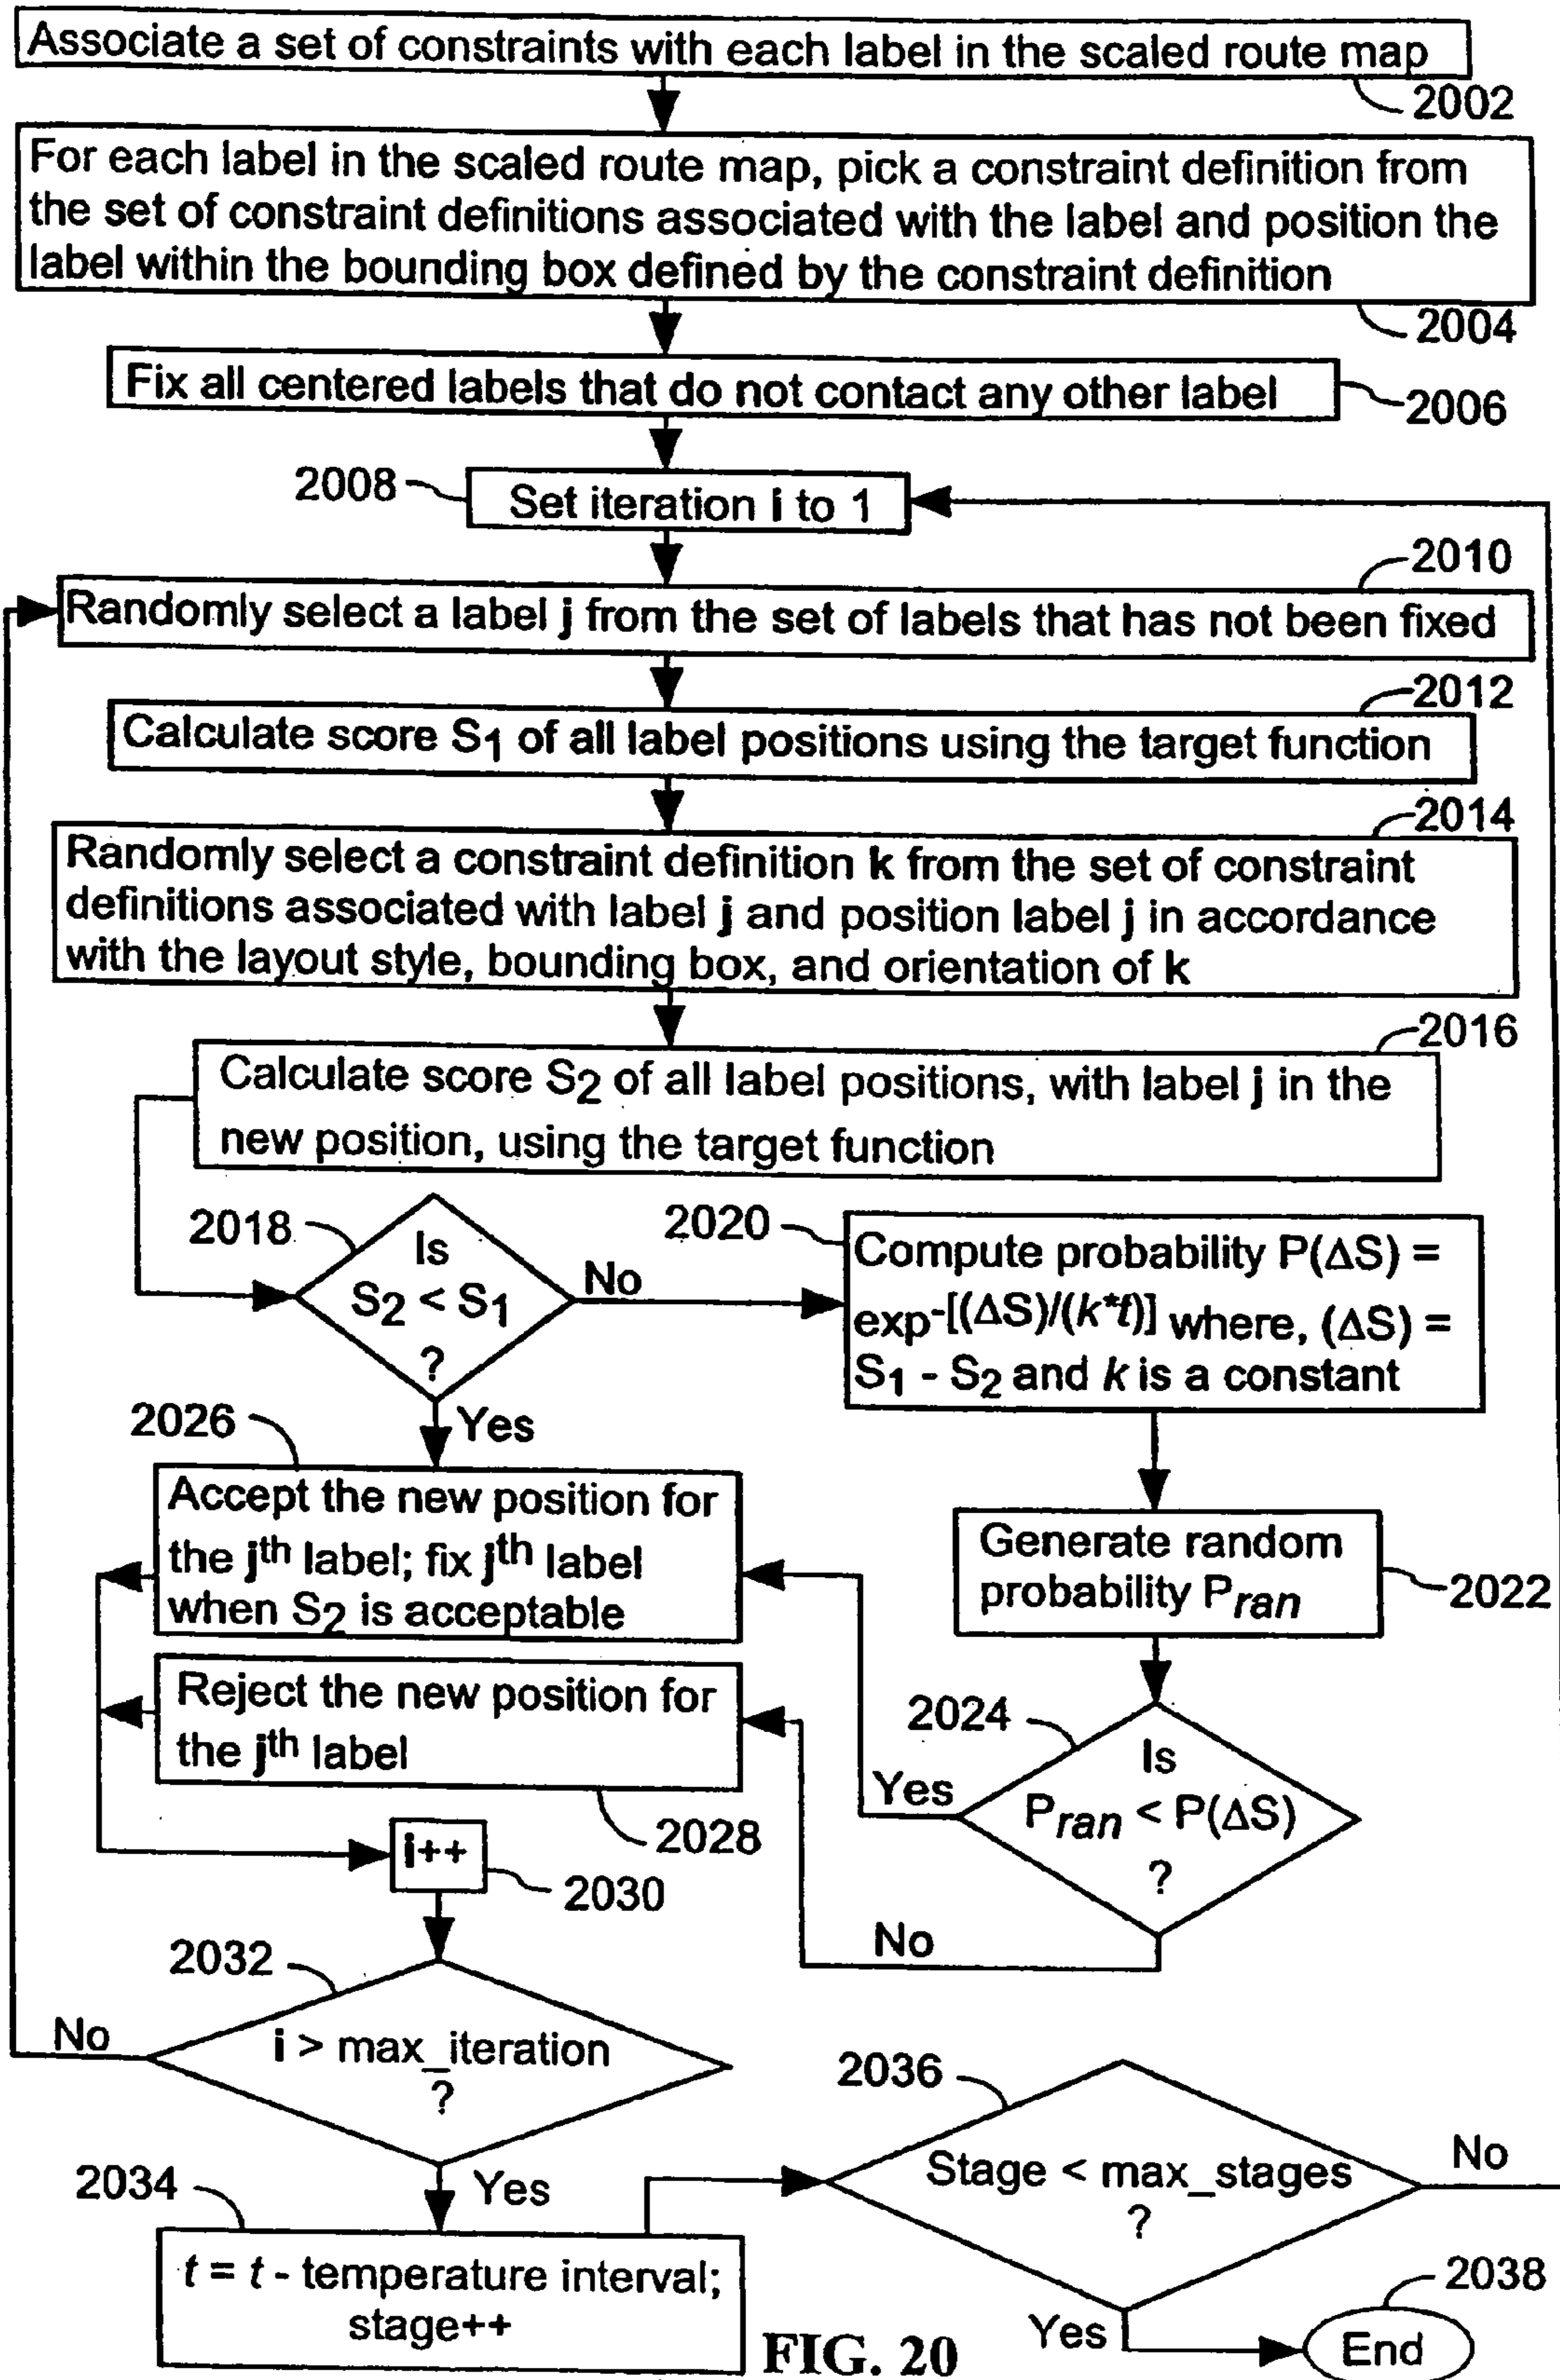 Associate a set of constraints with each label in the scaled route map
2002
For each label in the scaled route map, pick a constraint definition from
the set of constraint definitions associated with the label and position the
label within the bounding box defined by the constraint definition
2004
Fix all centered labels that do not contact any other label
2006
2008
Set iteration i to 1
2010
Randomly select a label j from the set of labels that has not been fixed
2012
Calculate score S1 of all label positions using the target function
2014
Randomly select a constraint definition k from the set of constraint
definitions associated with label j and position label j in accordance
with the layout style, bounding box, and orientation of k
2016
Calculate score S2 of all label positions, with label j in the
new position, using the target function
2018
Is
S2 < S1
?
No
Yes
2020
Compute probability P(ΔS) =
exp-[(ΔS)/(k*t)] where, (ΔS) =
S1 - S2 and k is a constant
2026
Accept the new position for
the jth label; fix jth label
when S2 is acceptable
Generate random
probability Pran
2022
Reject the new position for
the jth label
2028
2024
Is
Pran < P(ΔS)
?
Yes
No
i++
2030
2032
i > max_iteration
?
No
Yes
2034
t = t - temperature interval;
stage++
2036
Stage < max_stages
?
No
Yes
2038
End
FIG. 20